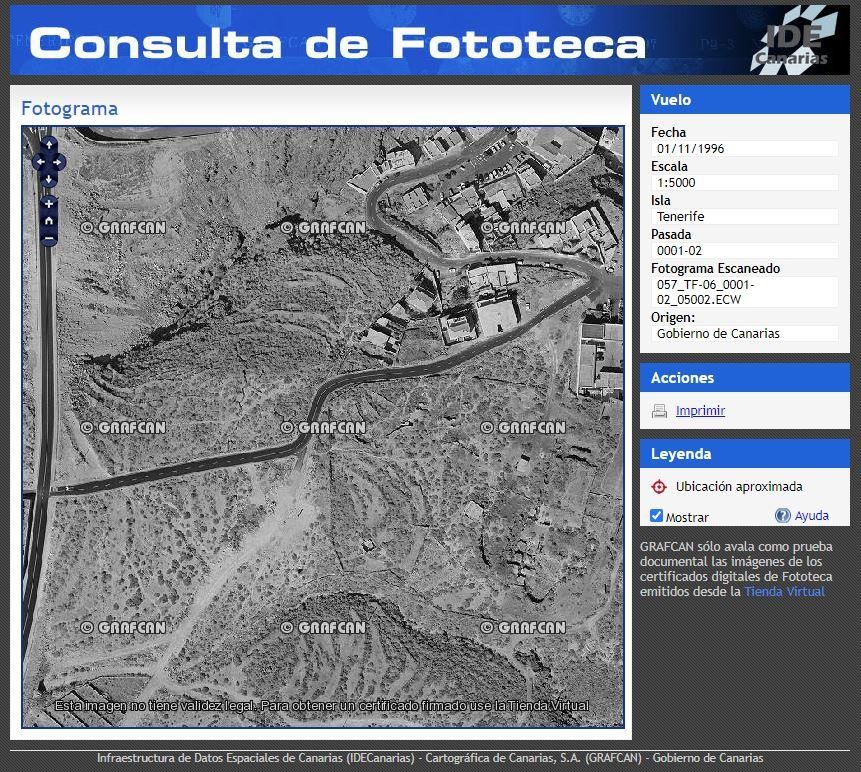 Consulta de Fototeca
IDE
Canarias
Fotograma
© GRAFCAN © GRAFCAN © GRAFCAN
© GRAFCAN © GRAFCAN © GRAFCAN
© GRAFCAN © GRAFCAN © GRAFCAN
Esta imagen no tiene validez legal. Para obtener un certificado firmado use la Tienda Virtual
Vuelo
Fecha
01/11/1996
Escala
1:5000
Isla
Tenerife
Pasada
0001-02
Fotograma Escaneado
057_TF-06_0001-
02_05002.ECW
Origen:
Gobierno de Canarias
Acciones
Imprimir
Leyenda
Ubicación aproximada
Mostrar
Ayuda
GRAFCAN sólo avala como prueba
documental las imágenes de los
certificados digitales de Fototeca
emitidos desde la Tienda Virtual
Infraestructura de Datos Espaciales de Canarias (IDECanarias) - Cartográfica de Canarias, S.A. (GRAFCAN) - Gobierno de Canarias